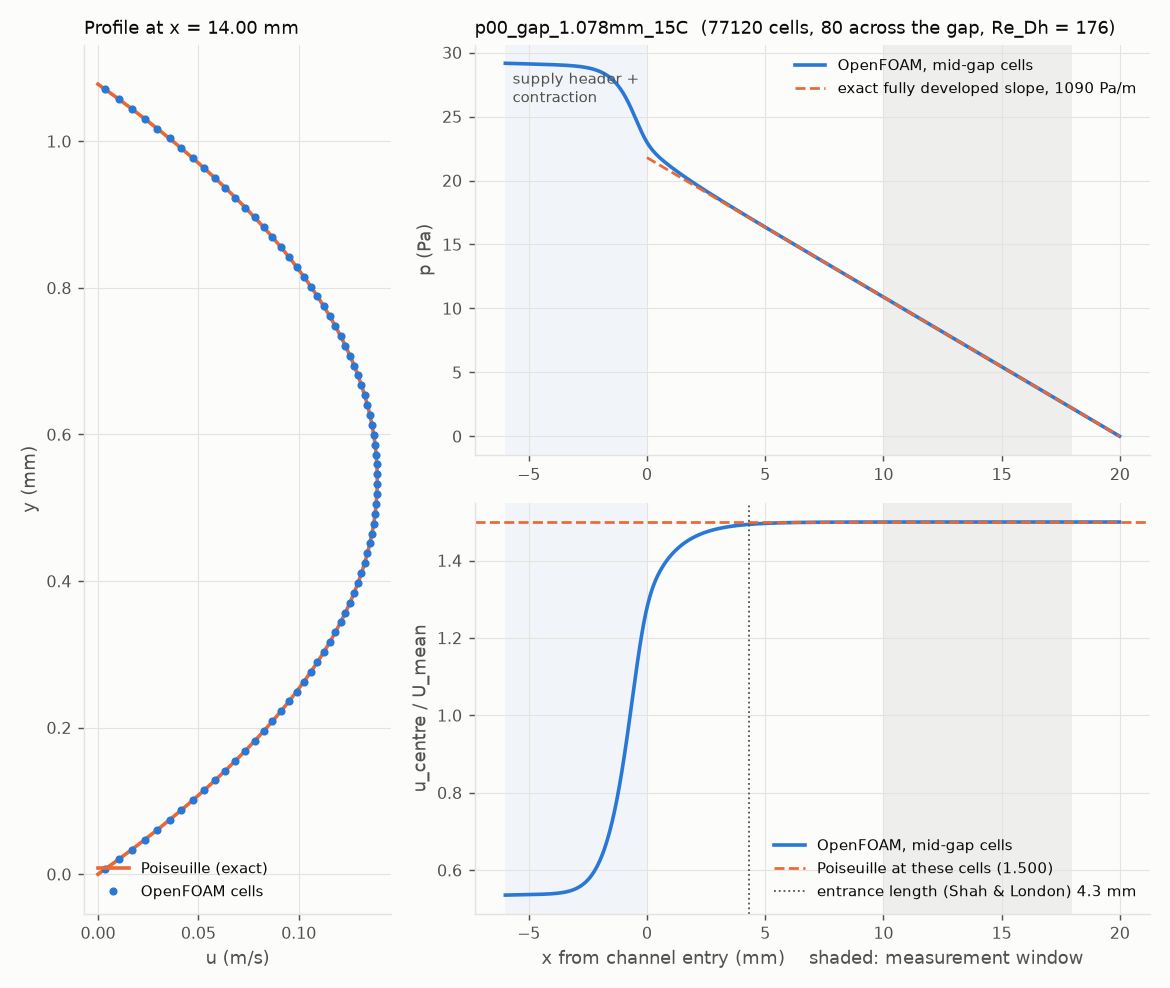 Profile at x = 14.00 mm
1.0
0.8
0.6
0.4
0.2
0.0
y (mm)
Poiseuille (exact)
OpenFOAM cells
0.00
0.05
0.10
u (m/s)
p00_gap_1.078mm_15C (77120 cells, 80 across the gap, Re_Dh = 176)
30
25
20
15
10
5
0
p (Pa)
supply header +
contraction
OpenFOAM, mid-gap cells
exact fully developed slope, 1090 Pa/m
−5
0
5
10
15
20
1.4
1.2
1.0
0.8
0.6
u_centre / U_mean
OpenFOAM, mid-gap cells
Poiseuille at these cells (1.500)
entrance length (Shah & London) 4.3 mm
−5
0
5
10
15
20
x from channel entry (mm) shaded: measurement window